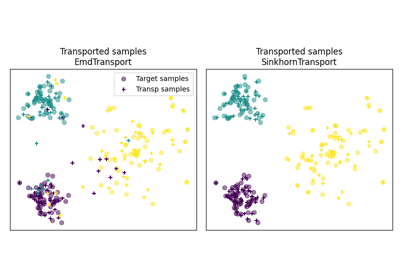 Transported samples
EmdTransport
Target samples
Transp samples
Transported samples
SinkhornTransport